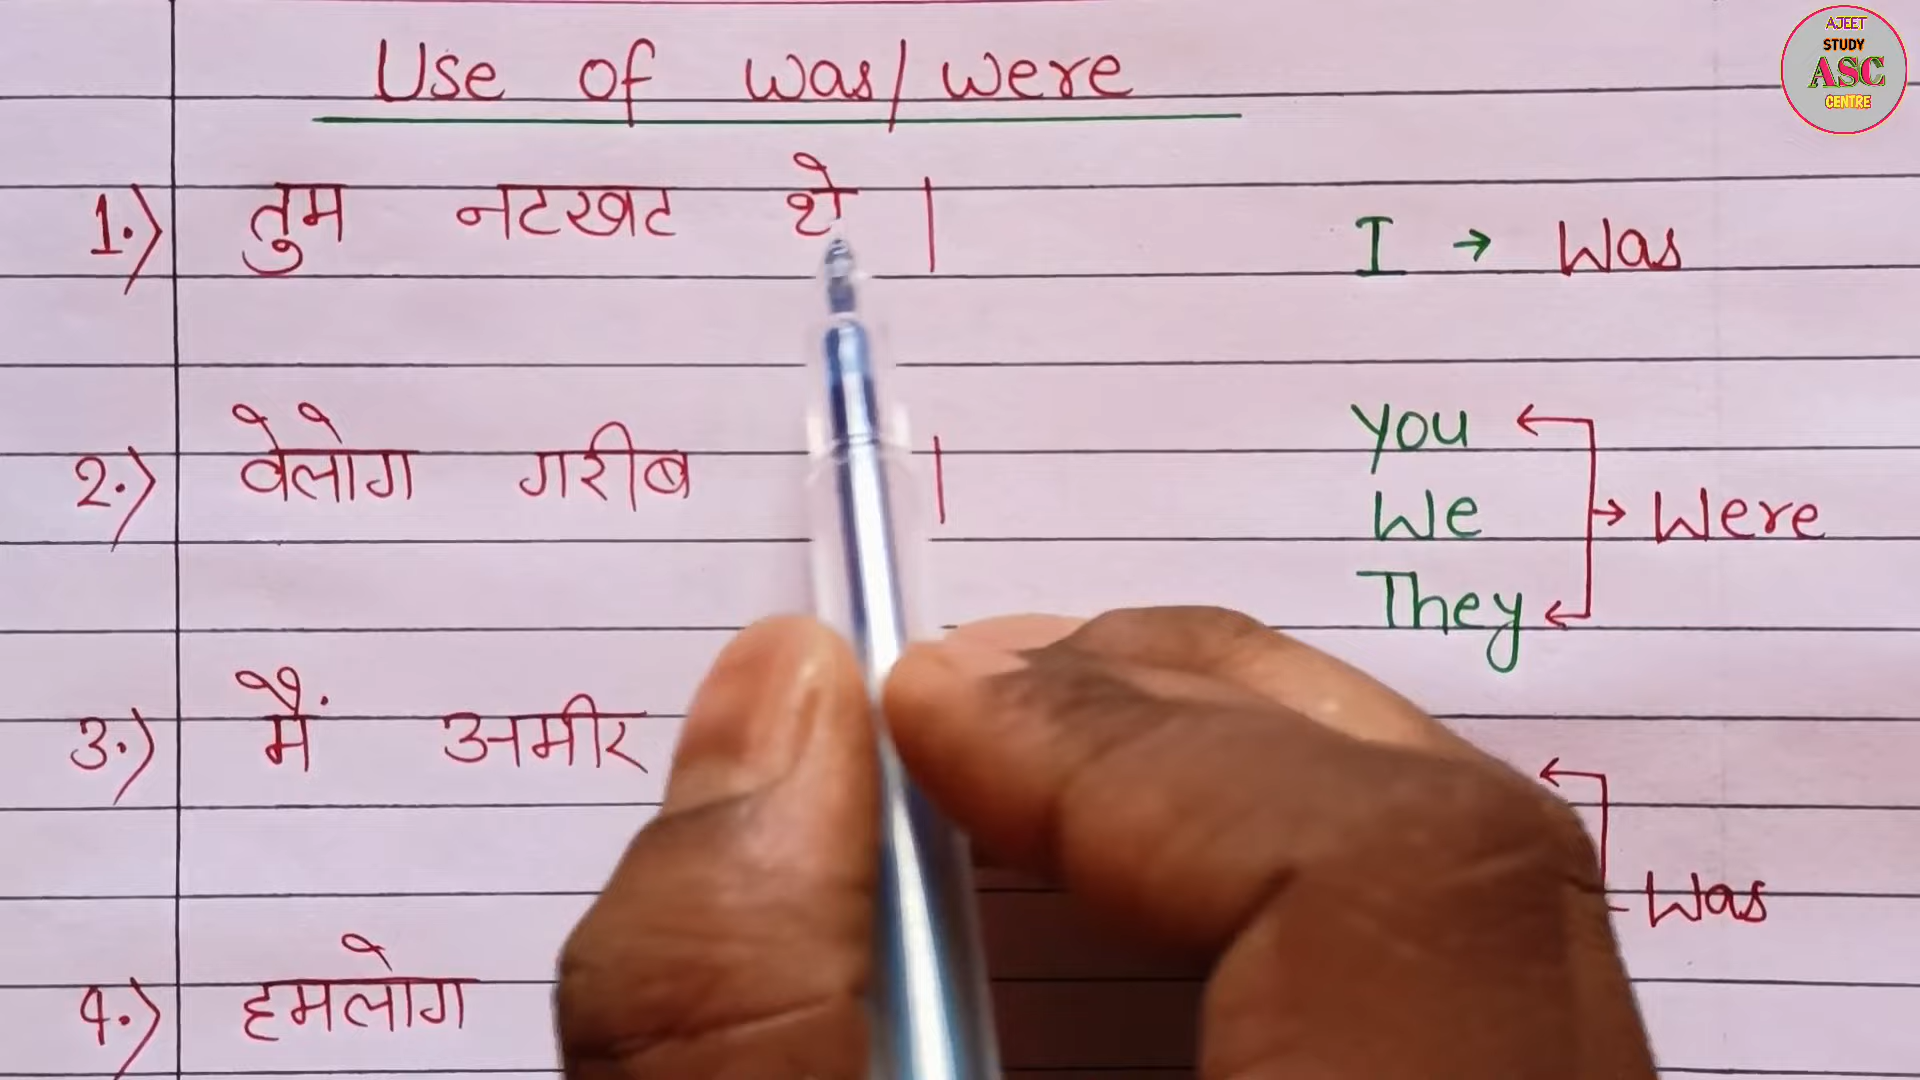 Use of was/were
1.) तुम नटखट थे ।
I → Was
2.) वेलोग गरीब ।
You
We → Were
They
3.) मैं अमीर
Was
4.) हमलोग
AJEET
STUDY
ASC
CENTRE